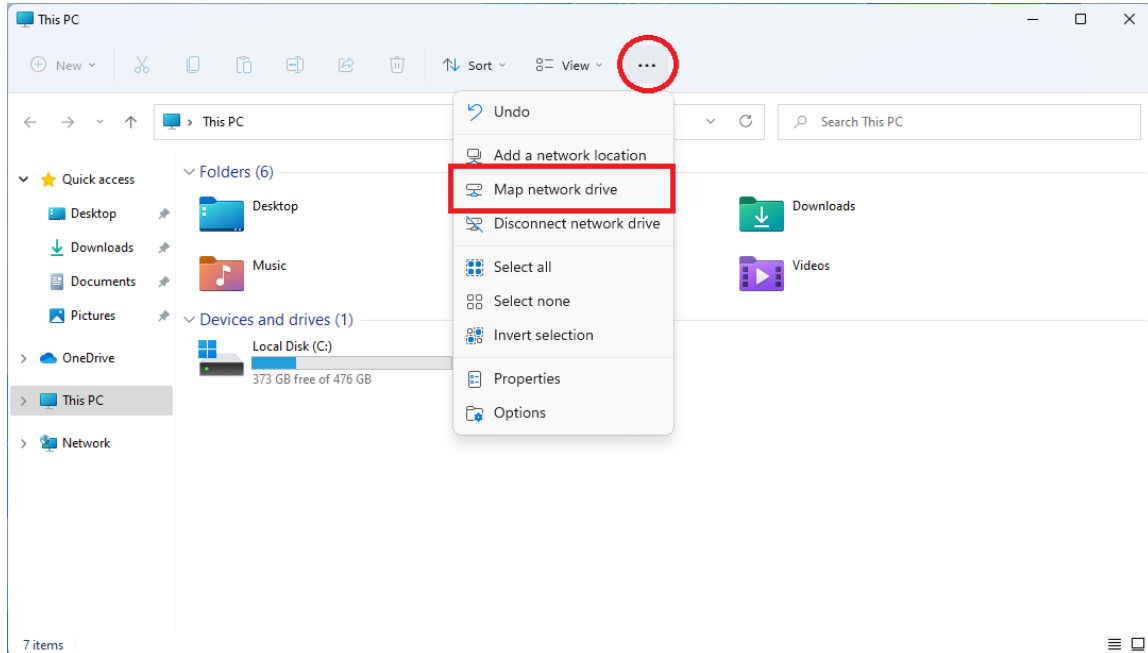 This PC
New
Sort
View
This PC
Search This PC
Undo
Add a network location
Map network drive
Disconnect network drive
Select all
Select none
Invert selection
Properties
Options
Quick access
Desktop
Downloads
Documents
Pictures
OneDrive
This PC
Network
Folders (6)
Desktop
Downloads
Music
Videos
Devices and drives (1)
Local Disk (C:)
373 GB free of 476 GB
7 items